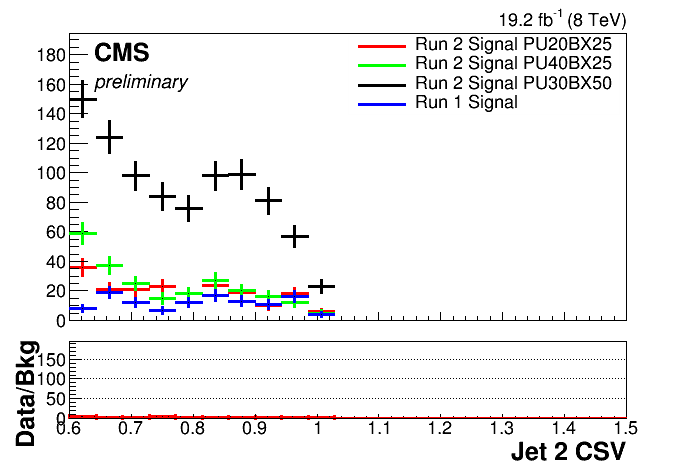 19.2 fb-1 (8 TeV)
CMS
preliminary
Run 2 Signal PU20BX25
Run 2 Signal PU40BX25
Run 2 Signal PU30BX50
Run 1 Signal
180
160
140
120
100
80
60
40
20
0
Data/Bkg
150
100
50
0
0.6 0.7 0.8 0.9 1 1.1 1.2 1.3 1.4 1.5
Jet 2 CSV